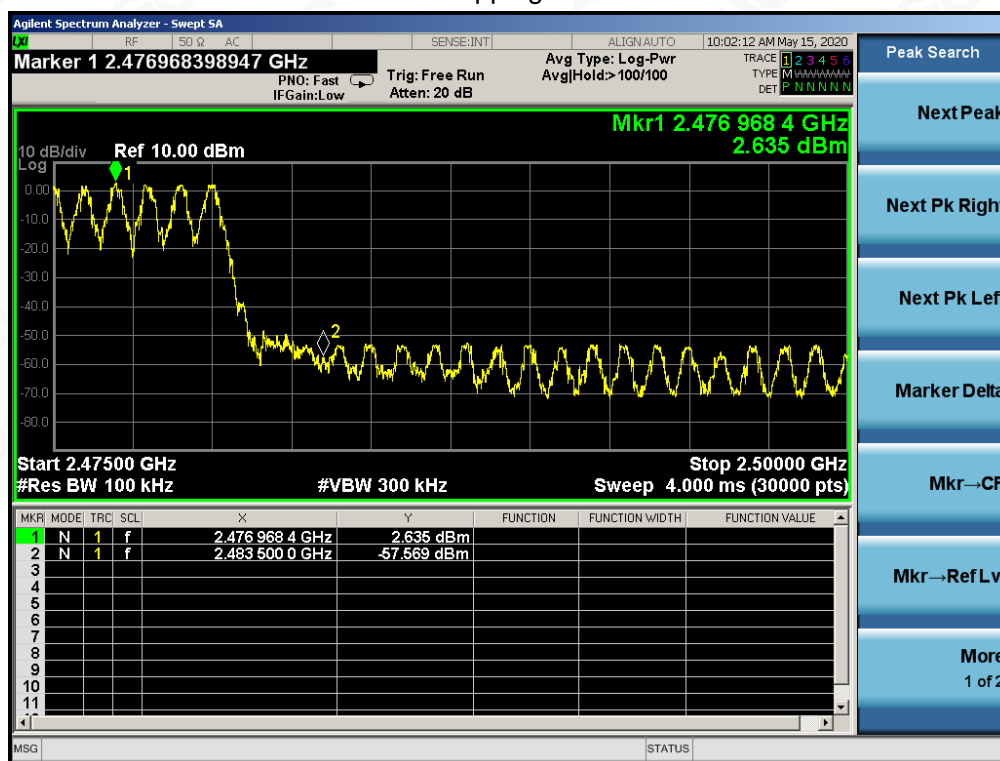 Agilent Spectrum Analyzer - Swept SA
LXI RF 50 Ω AC SENSE:INT ALIGN AUTO 10:02:12 AM May 15, 2020
Marker 1 2.476968398947 GHz
PNO: Fast
IFGain:Low
Trig: Free Run
Atten: 20 dB
Avg Type: Log-Pwr
Avg|Hold:>100/100
TRACE 1 2 3 4 5 6
TYPE M
DET P N N N N N
Mkr1 2.476 968 4 GHz
2.635 dBm
10 dB/div Ref 10.00 dBm
Log
1
0.00
-10.0
-20.0
-30.0
-40.0
-50.0
2
-60.0
-70.0
-80.0
Start 2.47500 GHz Stop 2.50000 GHz
#Res BW 100 kHz #VBW 300 kHz Sweep 4.000 ms (30000 pts)
MKR MODE TRC SCL X Y FUNCTION FUNCTION WIDTH FUNCTION VALUE
1 N 1 f 2.476 968 4 GHz 2.635 dBm
2 N 1 f 2.483 500 0 GHz -57.569 dBm
3
4
5
6
7
8
9
10
11
MSG STATUS
Peak Search
Next Peak
Next Pk Right
Next Pk Left
Marker Delta
Mkr→CF
Mkr→Ref Lv
More
1 of 2